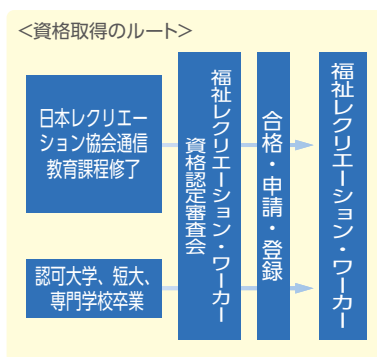 <資格取得のルート>
日本レクリエー
ション協会通信
教育課程修了
認可大学、短大、
専門学校卒業
福祉レクリエーション・ワーカー
資格認定審査会
合格・申請・登録
福祉レクリエーション・ワーカー